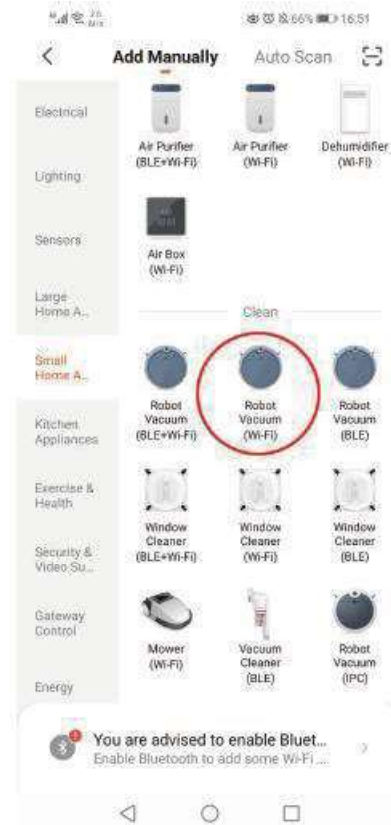 66% 16:51
Add Manually Auto Scan
Electrical
Lighting
Sensors
Large
Home A...
Small
Home A...
Kitchen
Appliances
Exercise &
Health
Security &
Video Su...
Gateway
Control
Energy
Air Purifier
(BLE+Wi-Fi)
Air Purifier
(Wi-Fi)
Dehumidifier
(Wi-Fi)
Air Box
(Wi-Fi)
Clean
Robot
Vacuum
(BLE+Wi-Fi)
Robot
Vacuum
(Wi-Fi)
Robot
Vacuum
(BLE)
Window
Cleaner
(BLE+Wi-Fi)
Window
Cleaner
(Wi-Fi)
Window
Cleaner
(BLE)
Mower
(Wi-Fi)
Vacuum
Cleaner
(BLE)
Robot
Vacuum
(IPC)
You are advised to enable Bluet...
Enable Bluetooth to add some Wi-Fi ...